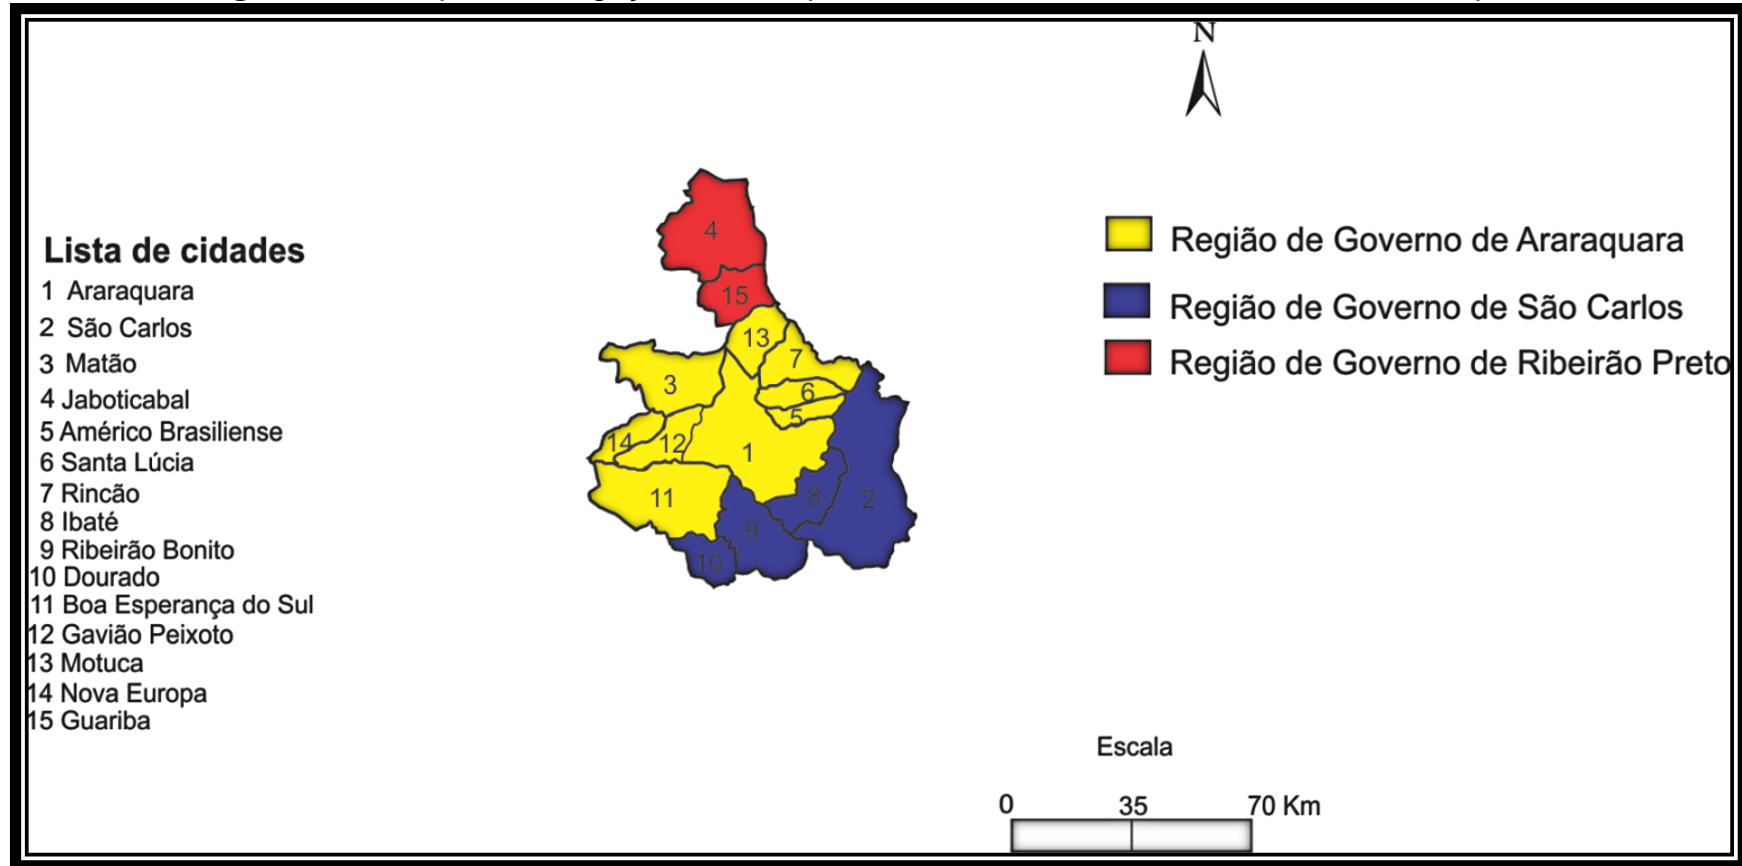 N
Lista de cidades
1 Araraquara
2 São Carlos
3 Matão
4 Jaboticabal
5 Américo Brasiliense
6 Santa Lúcia
7 Rincão
8 Ibaté
9 Ribeirão Bonito
10 Dourado
11 Boa Esperança do Sul
12 Gavião Peixoto
13 Motuca
14 Nova Europa
15 Guariba
4
15
13
7
3
6
5
14
12
1
11
8
2
9
10
Região de Governo de Araraquara
Região de Governo de São Carlos
Região de Governo de Ribeirão Preto
Escala
0 35 70 Km